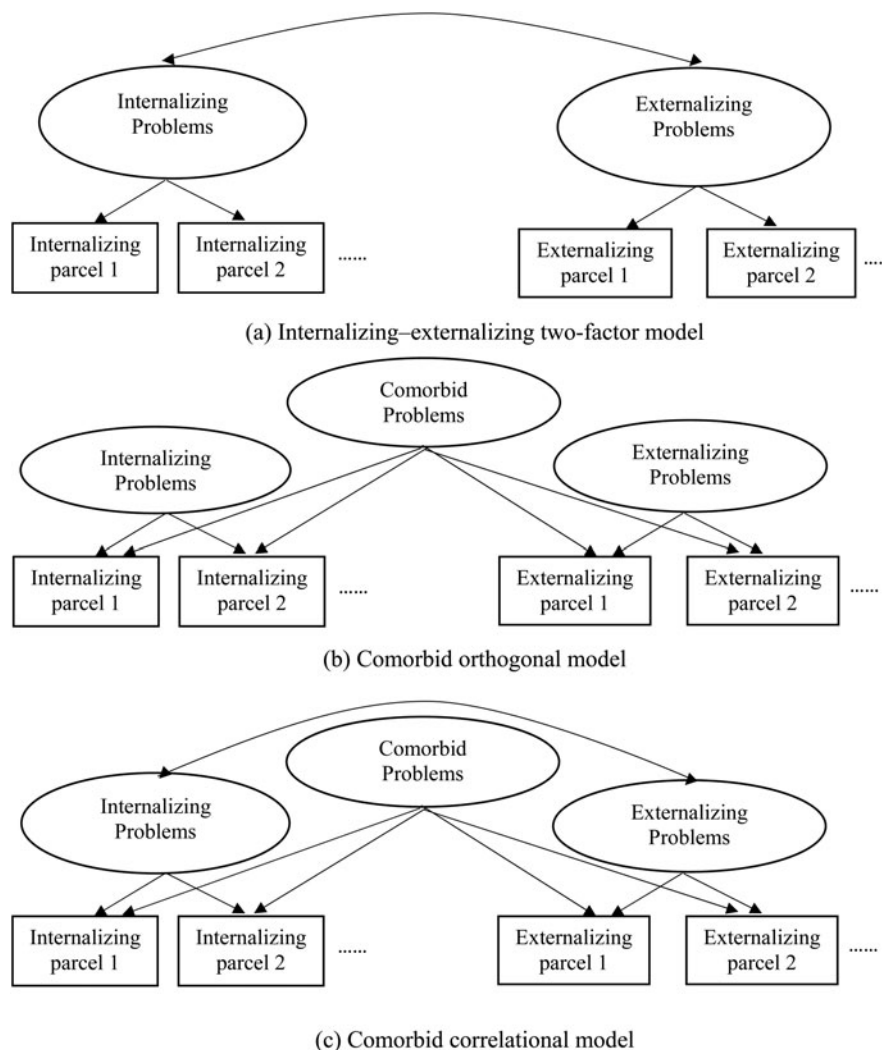 Internalizing
Problems
Externalizing
Problems
Internalizing
parcel 1
Internalizing
parcel 2
......
Externalizing
parcel 1
Externalizing
parcel 2
....
(a) Internalizing–externalizing two-factor model
Comorbid
Problems
Internalizing
Problems
Externalizing
Problems
Internalizing
parcel 1
Internalizing
parcel 2
......
Externalizing
parcel 1
Externalizing
parcel 2
......
(b) Comorbid orthogonal model
Comorbid
Problems
Internalizing
Problems
Externalizing
Problems
Internalizing
parcel 1
Internalizing
parcel 2
......
Externalizing
parcel 1
Externalizing
parcel 2
......
(c) Comorbid correlational model